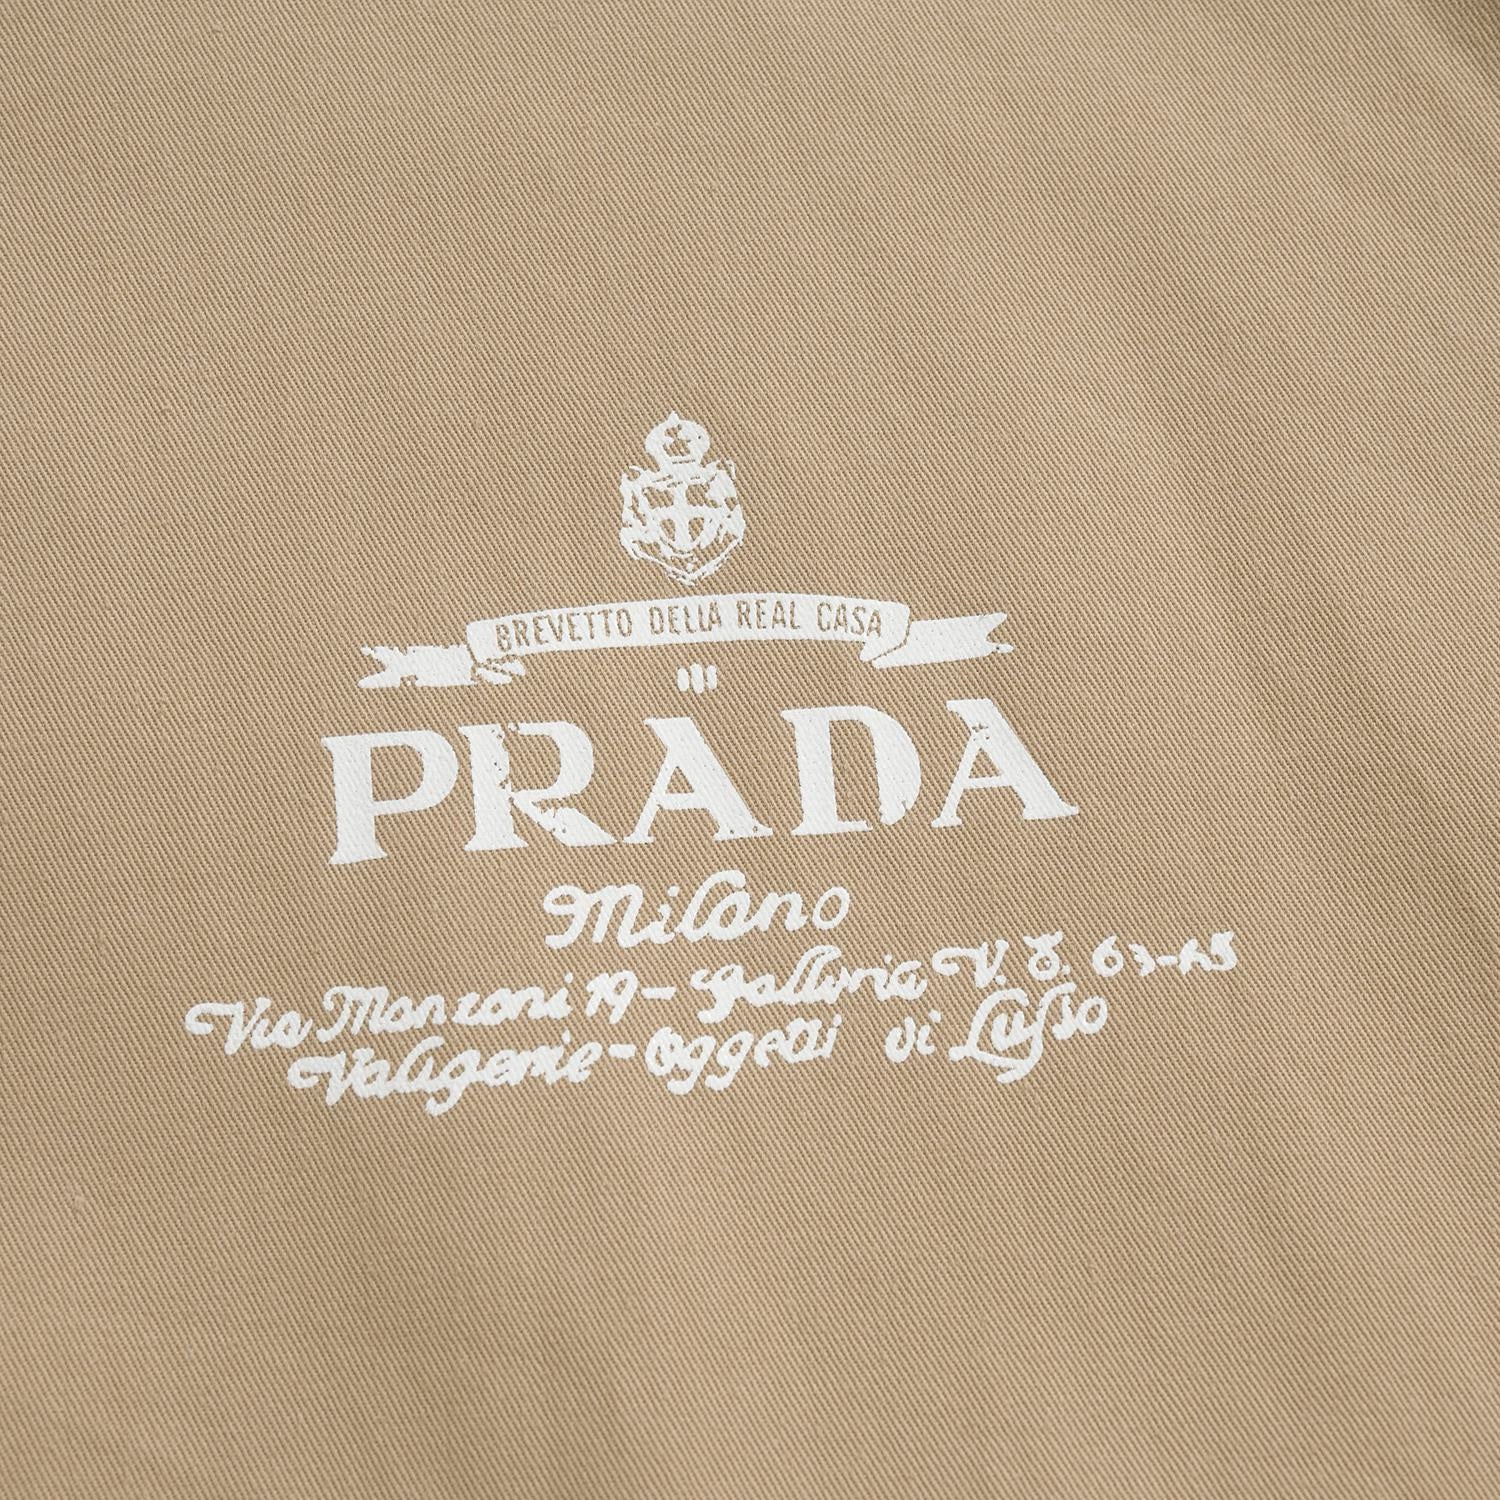 BREVETTO DELLA REAL CASA
PRADA
Milano
Via Manzoni 19 - Galleria V. E. 63-65
Valigerie - Oggetti di Lusso